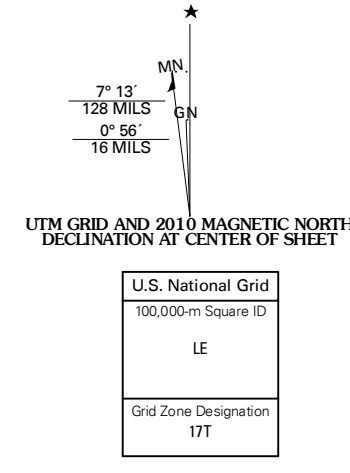 ★
MN.
7° 13´
128 MILS
GN
0° 56´
16 MILS
UTM GRID AND 2010 MAGNETIC NORTH
DECLINATION AT CENTER OF SHEET
U.S. National Grid
100,000-m Square ID
LE
Grid Zone Designation
17T